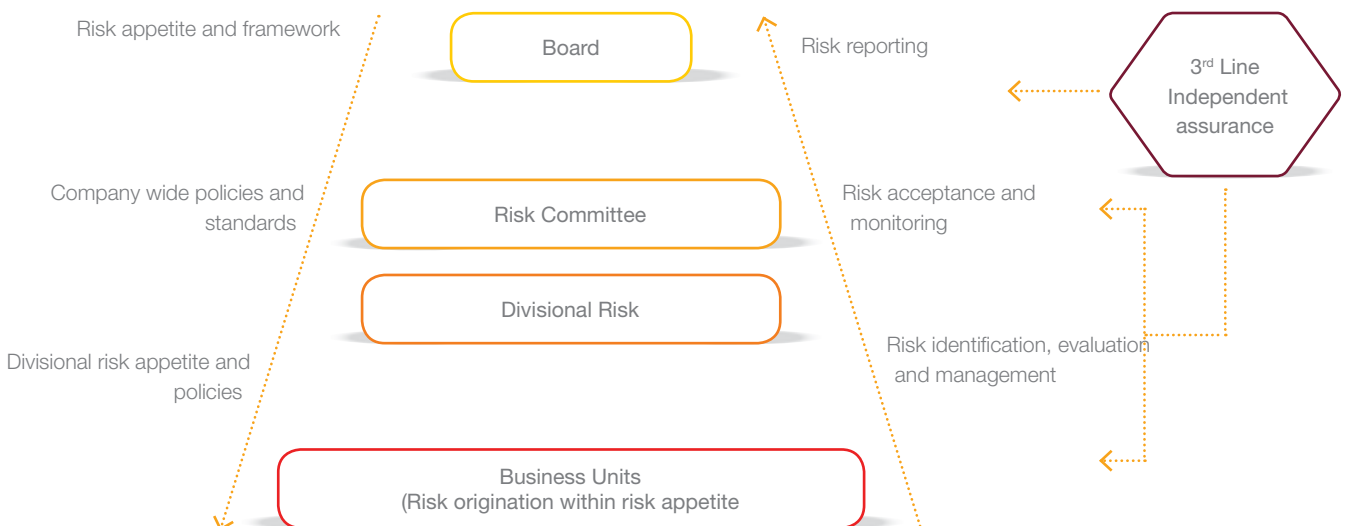 Risk appetite and framework
Board
Risk reporting
3rd Line
Independent
assurance
Company wide policies and
standards
Risk Committee
Risk acceptance and
monitoring
Divisional Risk
Divisional risk appetite and
policies
Risk identification, evaluation
and management
Business Units
(Risk origination within risk appetite